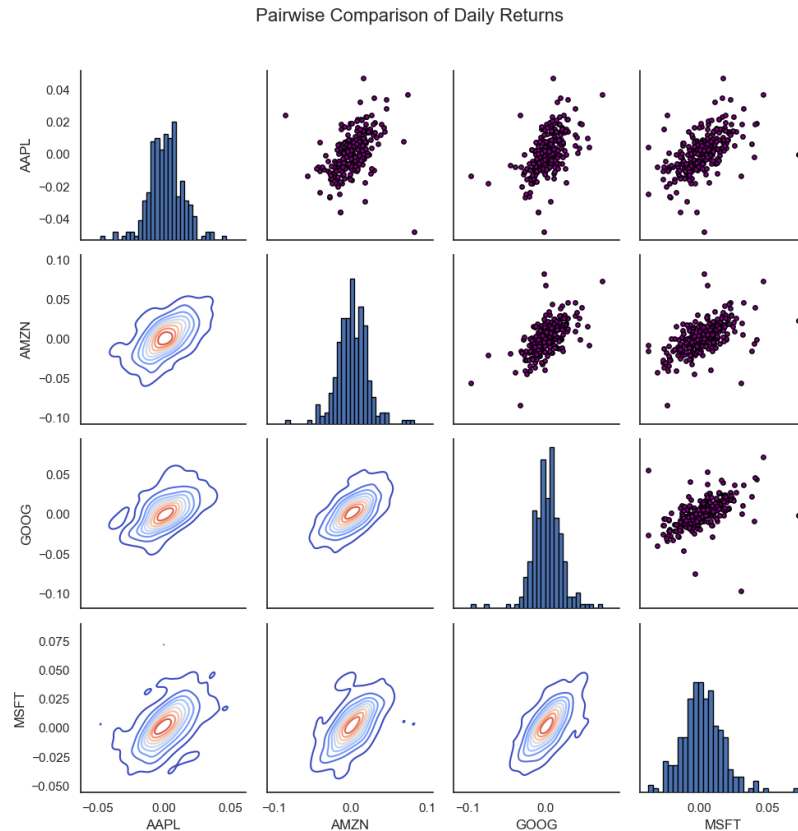 Pairwise Comparison of Daily Returns
0.04
0.02
0.00
−0.02
−0.04
AAPL
0.10
0.05
0.00
−0.05
−0.10
AMZN
0.05
0.00
−0.05
−0.10
GOOG
0.075
0.050
0.025
0.000
−0.025
−0.050
MSFT
−0.05 0.00 0.05
AAPL
−0.1 0.0 0.1
AMZN
−0.1 0.0
GOOG
0.00 0.05
MSFT